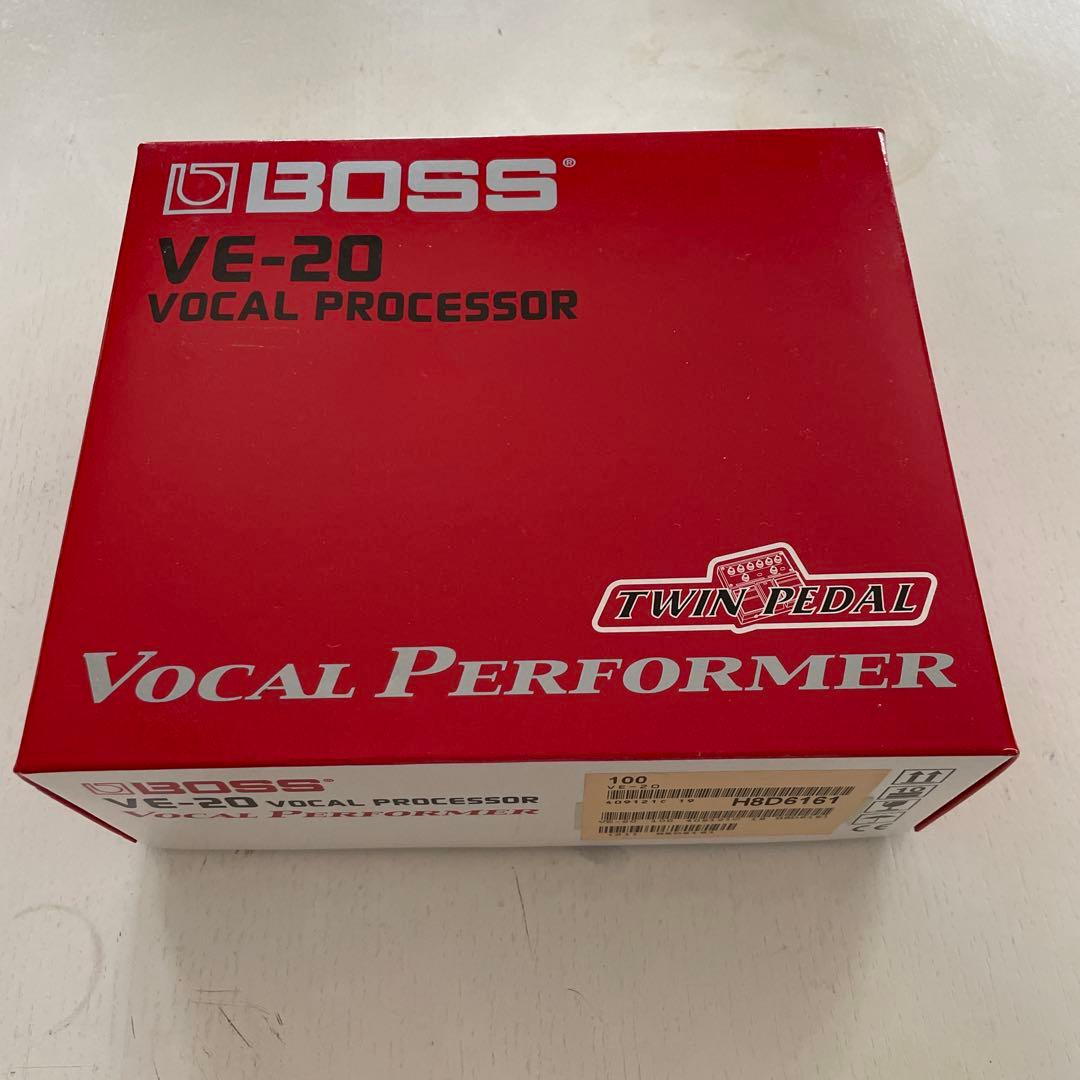 BOSS®
VE-20
VOCAL PROCESSOR
TWIN PEDAL
VOCAL PERFORMER
BOSS
VE-20 VOCAL PROCESSOR
VOCAL PERFORMER
100
VE-20
H8D6161